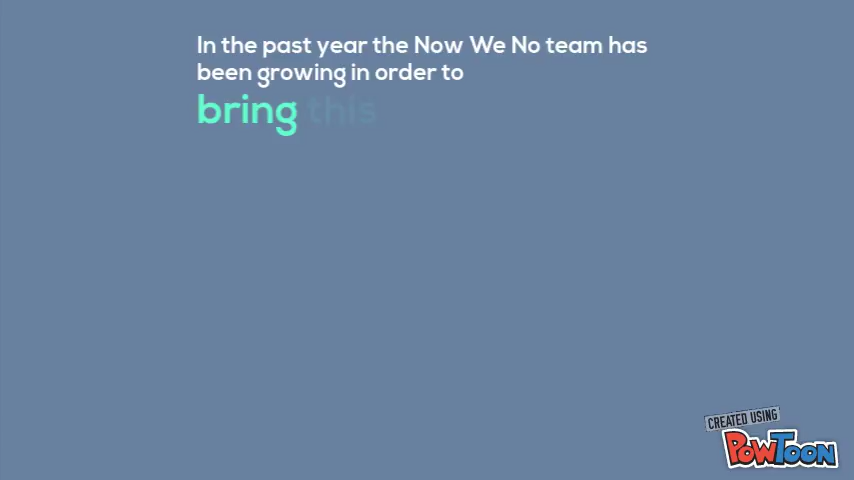 In the past year the Now We No team has
been growing in order to
bring this
CREATED USING
POWTOON